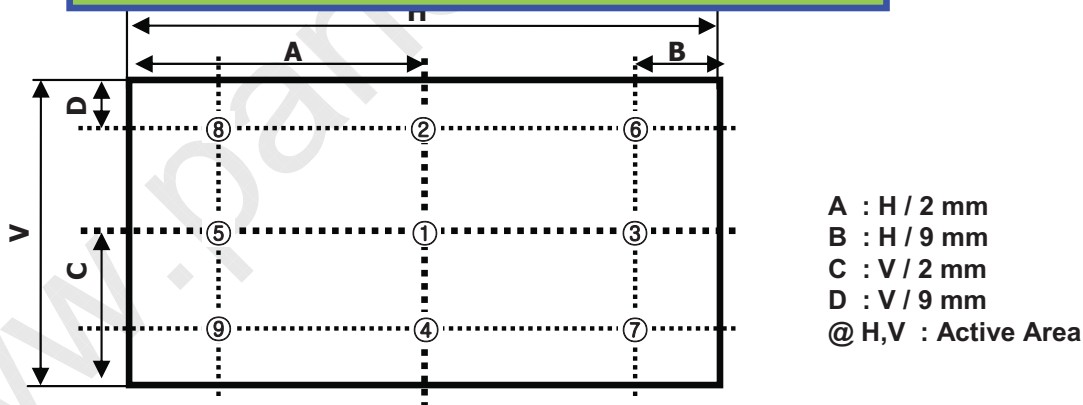 H
A
B
D
⑧
②
⑥
V
⑤
①
③
C
⑨
④
⑦
A : H / 2 mm
B : H / 9 mm
C : V / 2 mm
D : V / 9 mm
@ H,V : Active Area